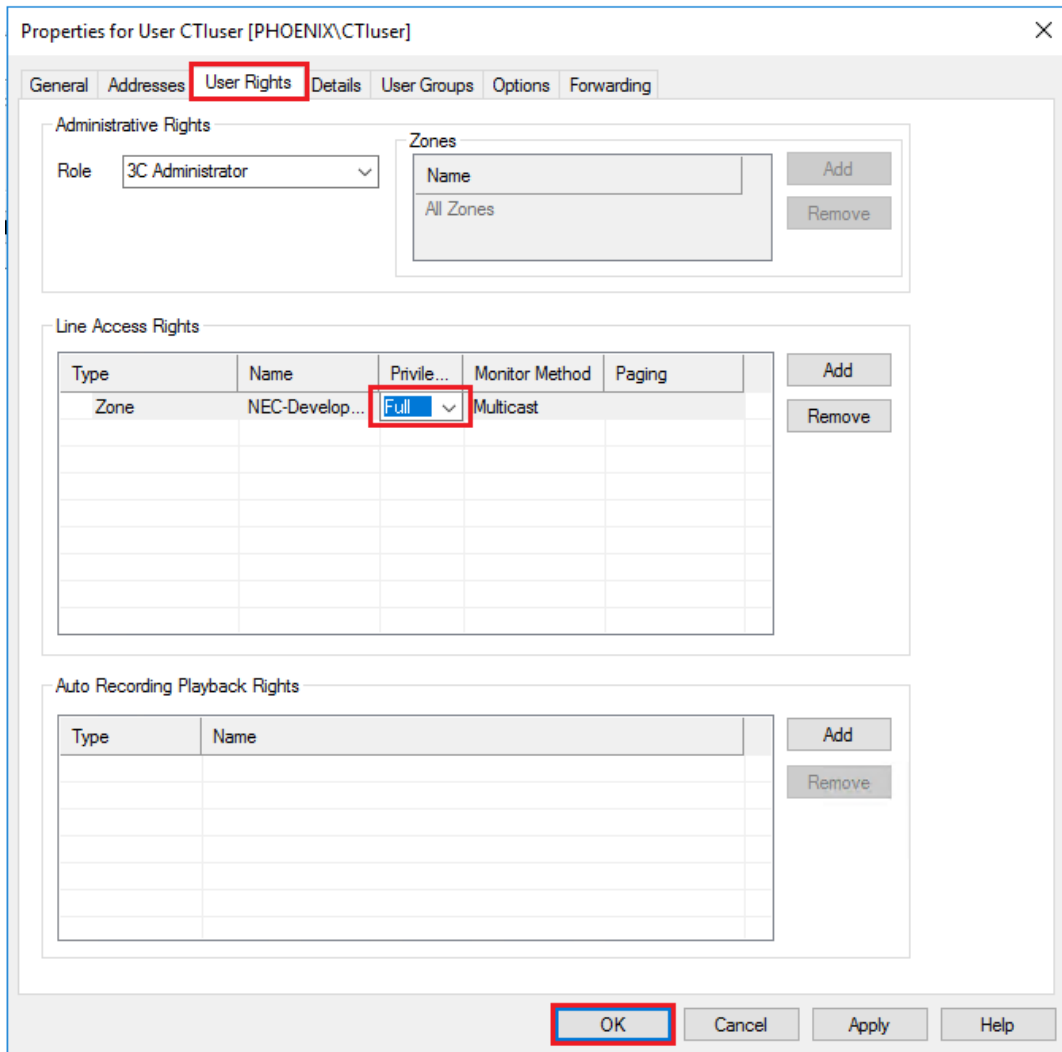 Properties for User CTIuser [PHOENIX\CTIuser]
General Addresses User Rights Details User Groups Options Forwarding
Administrative Rights
Role 3C Administrator
Zones
Name
All Zones
Add
Remove
Line Access Rights
Type Name Privile... Monitor Method Paging
Zone NEC-Develop... Full Multicast
Add
Remove
Auto Recording Playback Rights
Type Name
Add
Remove
OK Cancel Apply Help